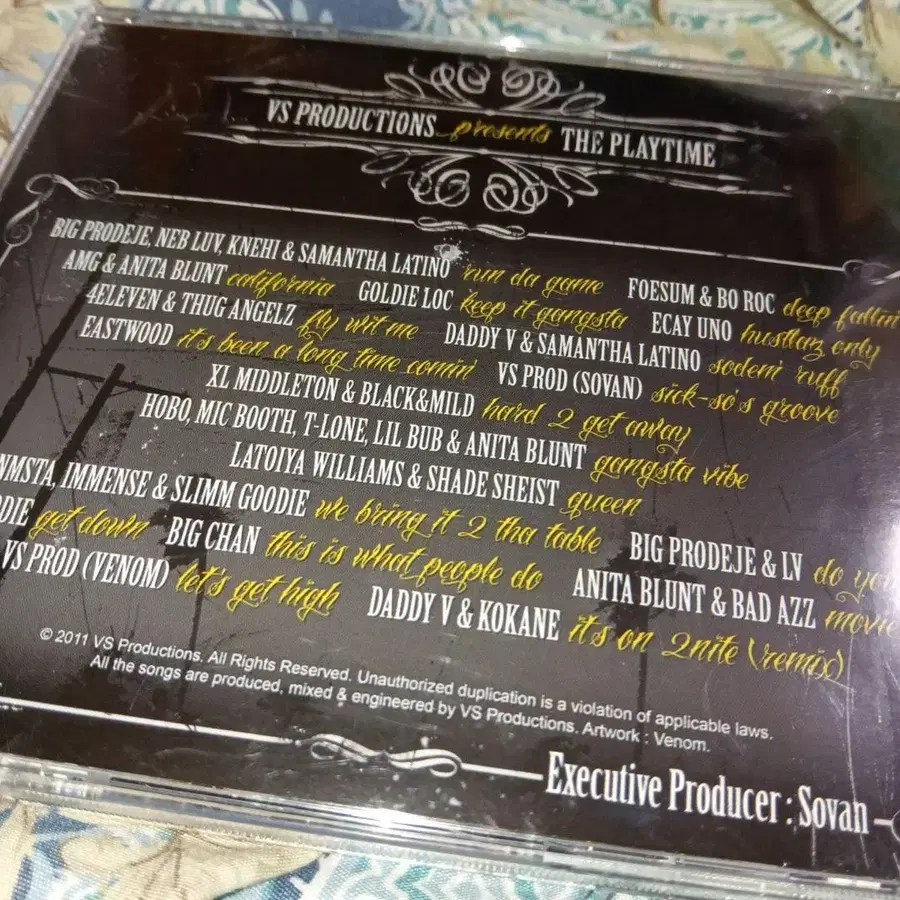 VS PRODUCTIONS presents THE PLAYTIME
BIG PRODEJE, NEB LUV, KNEHI & SAMANTHA LATINO run da game FOESUM & BO ROC deep fallin
AMG & ANITA BLUNT california GOLDIE LOC keep it gangsta ECAY UNO hustlaz only
4ELEVEN & THUG ANGELZ fly wit me DADDY V & SAMANTHA LATINO sodem ruff
EASTWOOD it's been a long time comin' VS PROD (SOVAN) sick-so's groove
XL MIDDLETON & BLACK&MILD hard 2 get away
HOBO, MIC BOOTH, T-LONE, LIL BUB & ANITA BLUNT gangsta vibe
LATOIYA WILLIAMS & SHADE SHEIST queen
NMSTA, IMMENSE & SLIMM GOODIE we bring it 2 tha table BIG PRODEJE & LV do you
DIE get down BIG CHAN this is what people do ANITA BLUNT & BAD AZZ movie
VS PROD (VENOM) let's get high DADDY V & KOKANE it's on 2nite (remix)
© 2011 VS Productions. All Rights Reserved. Unauthorized duplication is a violation of applicable laws.
All the songs are produced, mixed & engineered by VS Productions. Artwork : Venom.
Executive Producer : Sovan